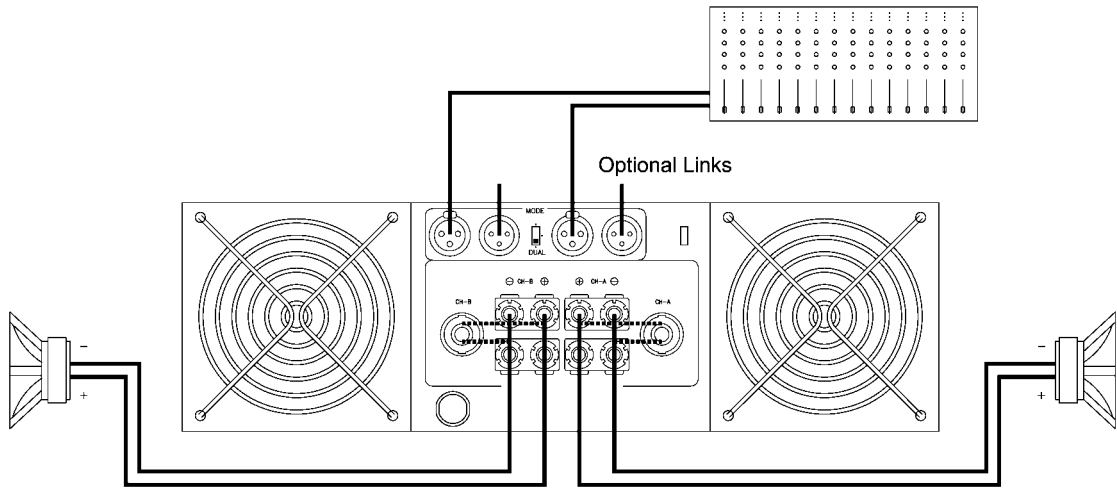 Optional Links
MODE
DUAL
⊖ CH-B ⊕ ⊕ CH-A ⊖
CH-B
CH-A
−
+
−
+